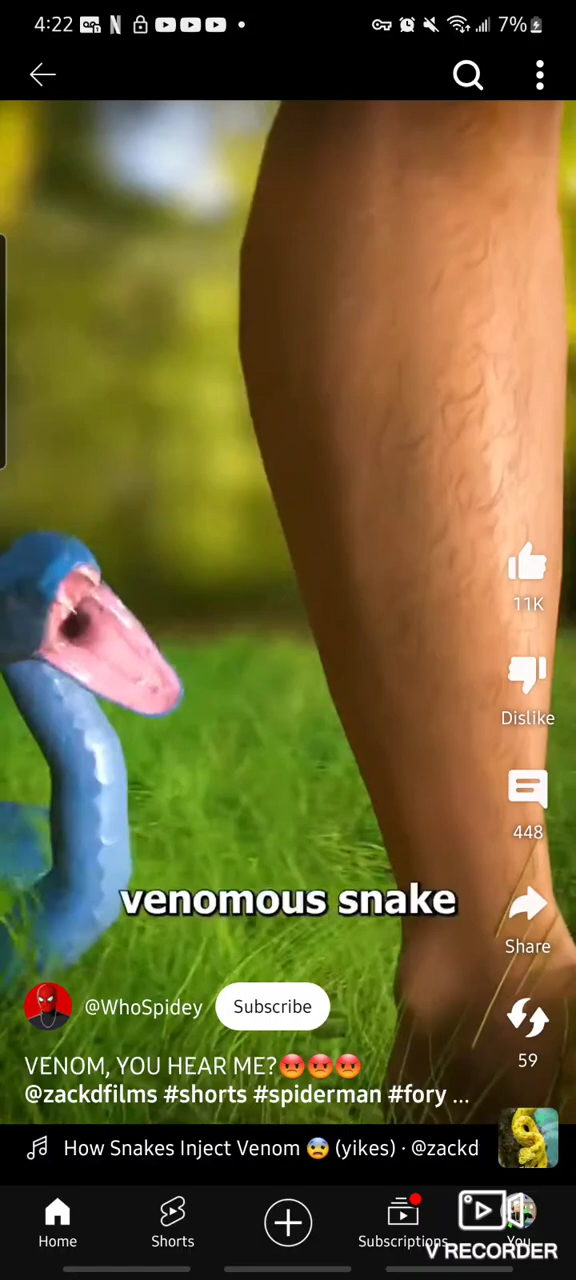 4:22
7%
11K
Dislike
448
venomous snake
Share
@WhoSpidey
Subscribe
59
VENOM, YOU HEAR ME?😡😡😡
@zackdfilms #shorts #spiderman #fory ...
How Snakes Inject Venom 😨 (yikes) · @zackd
Home
Shorts
Subscriptions
You
V RECORDER